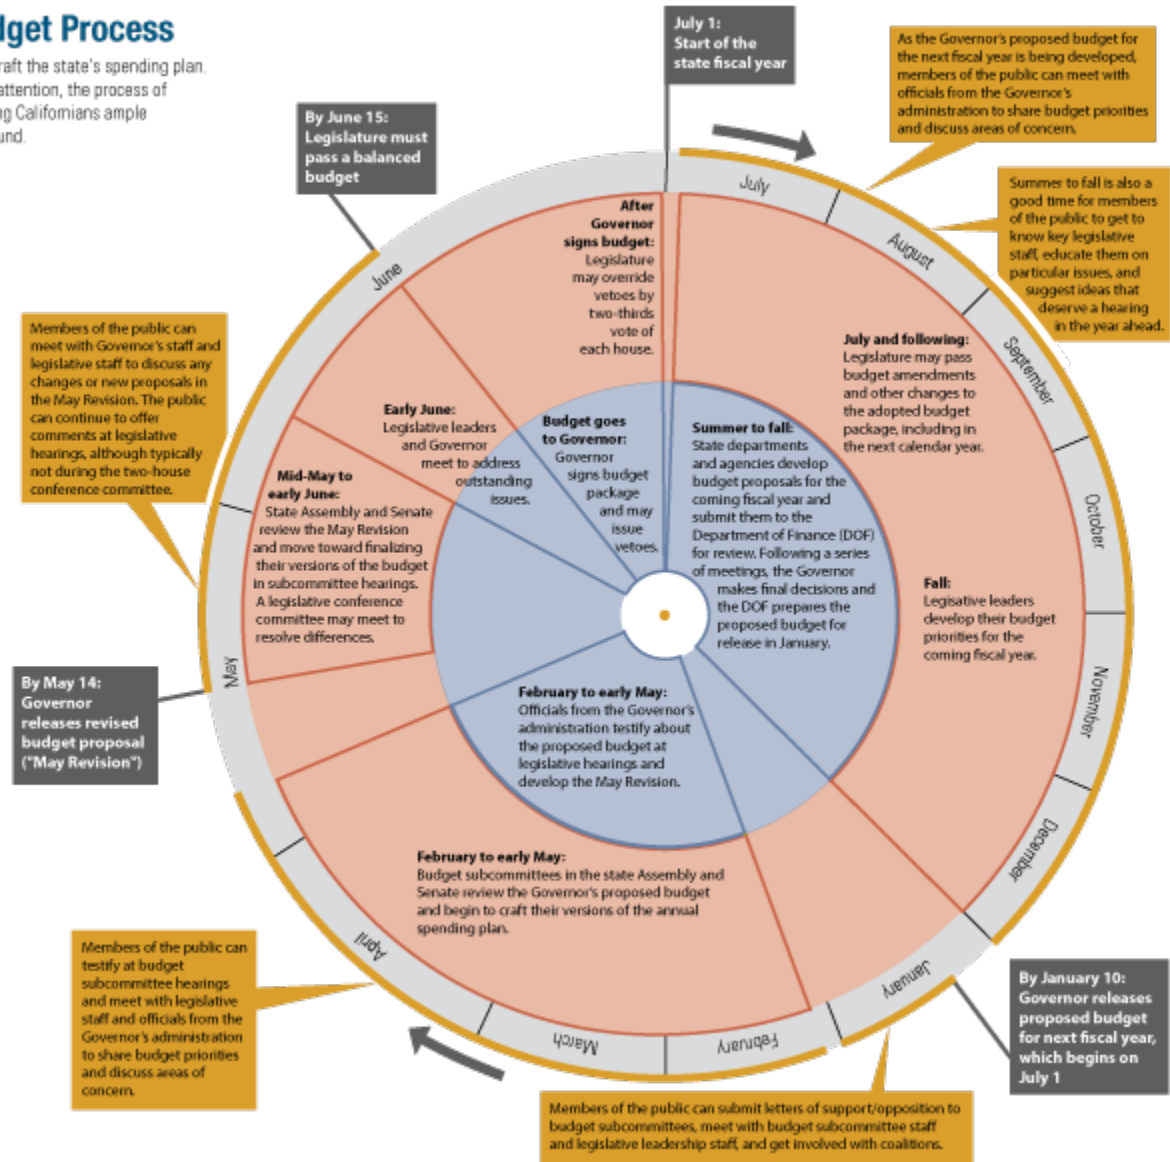 dget Process
raft the state's spending plan.
attention, the process of
ng Californians ample
und.
July 1:
Start of the
state fiscal year
As the Governor's proposed budget for
the next fiscal year is being developed,
members of the public can meet with
officials from the Governor's
administration to share budget priorities
and discuss areas of concern.
By June 15:
Legislature must
pass a balanced
budget
Summer to fall is also a
good time for members
of the public to get to
know key legislative
staff, educate them on
particular issues, and
suggest ideas that
deserve a hearing
in the year ahead.
July
August
September
October
November
December
January
February
March
April
May
June
After
Governor
signs budget:
Legislature
may override
vetoes by
two-thirds
vote of
each house.
July and following:
Legislature may pass
budget amendments
and other changes to
the adopted budget
package, including in
the next calendar year.
Members of the public can
meet with Governor's staff and
legislative staff to discuss any
changes or new proposals in
the May Revision. The public
can continue to offer
comments at legislative
hearings, although typically
not during the two-house
conference committee.
Early June:
Legislative leaders
and Governor
meet to address
outstanding
issues.
Budget goes
to Governor:
Governor
signs budget
package
and may
issue
vetoes.
Summer to fall:
State departments
and agencies develop
budget proposals for the
coming fiscal year and
submit them to the
Department of Finance (DOF)
for review. Following a series
of meetings, the Governor
makes final decisions and
the DOF prepares the
proposed budget for
release in January.
Mid-May to
early June:
State Assembly and Senate
review the May Revision
and move toward finalizing
their versions of the budget
in subcommittee hearings.
A legislative conference
committee may meet to
resolve differences.
Fall:
Legisative leaders
develop their budget
priorities for the
coming fiscal year.
By May 14:
Governor
releases revised
budget proposal
("May Revision")
February to early May:
Officials from the Governor's
administration testify about
the proposed budget at
legislative hearings and
develop the May Revision.
February to early May:
Budget subcommittees in the state Assembly and
Senate review the Governor's proposed budget
and begin to craft their versions of the annual
spending plan.
Members of the public can
testify at budget
subcommittee hearings
and meet with legislative
staff and officials from the
Governor's administration
to share budget priorities
and discuss areas of
concern.
By January 10:
Governor releases
proposed budget
for next fiscal year,
which begins on
July 1
Members of the public can submit letters of support/opposition to
budget subcommittees, meet with budget subcommittee staff
and legislative leadership staff, and get involved with coalitions.